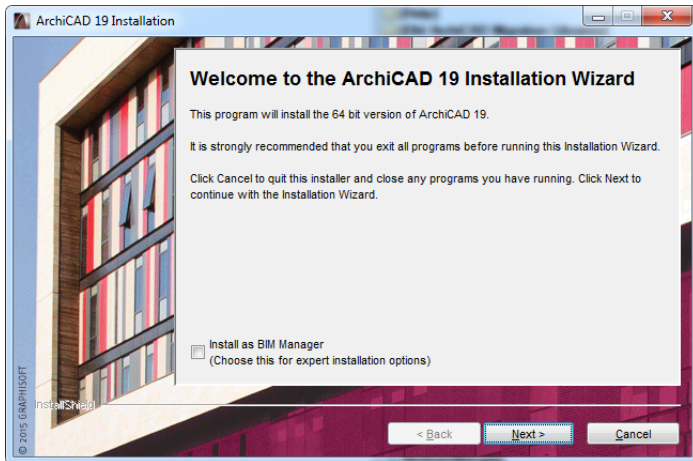 ArchiCAD 19 Installation
Welcome to the ArchiCAD 19 Installation Wizard
This program will install the 64 bit version of ArchiCAD 19.
It is strongly recommended that you exit all programs before running this Installation Wizard.
Click Cancel to quit this installer and close any programs you have running. Click Next to
continue with the Installation Wizard.
Install as BIM Manager
(Choose this for expert installation options)
© 2015 GRAPHISOFT
InstallShield
< Back
Next >
Cancel